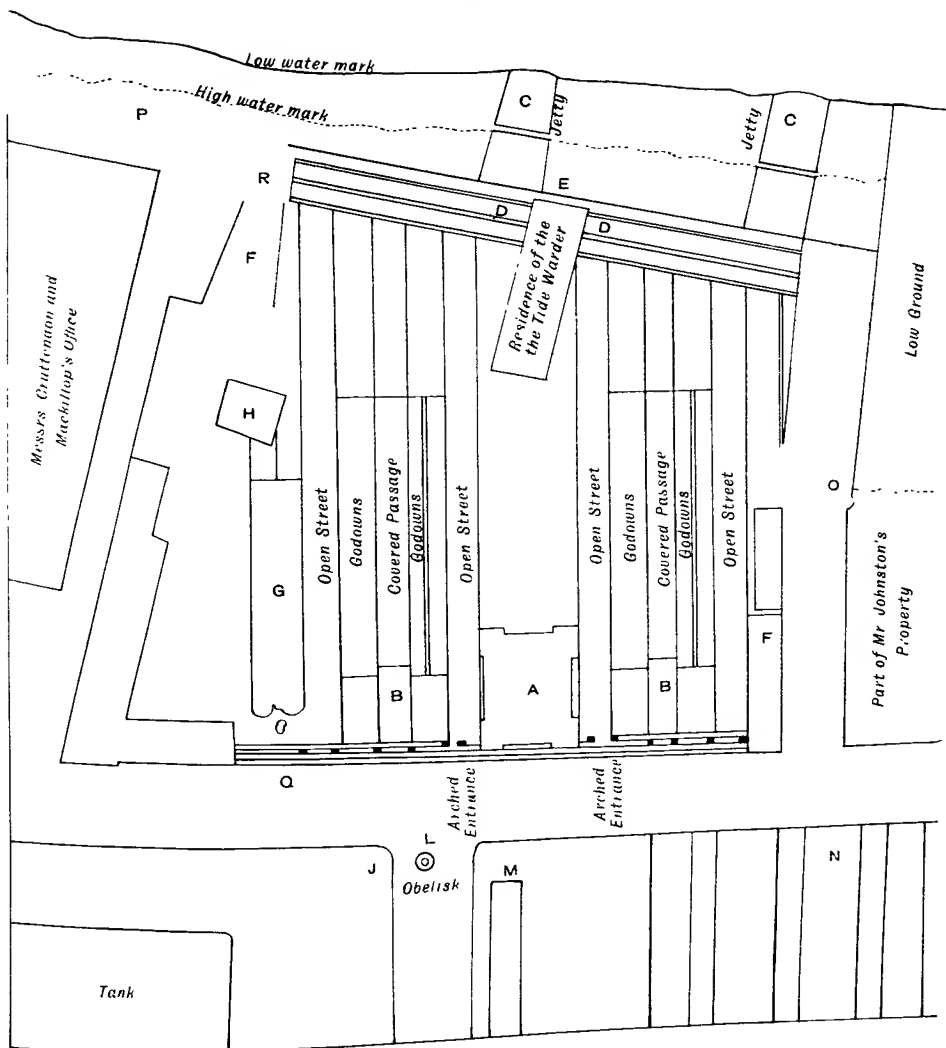 Low water mark
High water mark
P
C
Jetty
Jetty
C
R
E
D
D
F
Residence of the
the Tide Warder
Low Ground
Messrs Cruttenaon and
Mackillop's Office
H
O
Open Street
Godowns
Covered Passage
Godowns
Open Street
Open Street
Godowns
Covered Passage
Godowns
Open Street
G
F
Part of Mr Johnston's
Property
B
A
B
Q
Arched
Entrance
Arched
Entrance
J
L
Obelisk
M
N
Tank